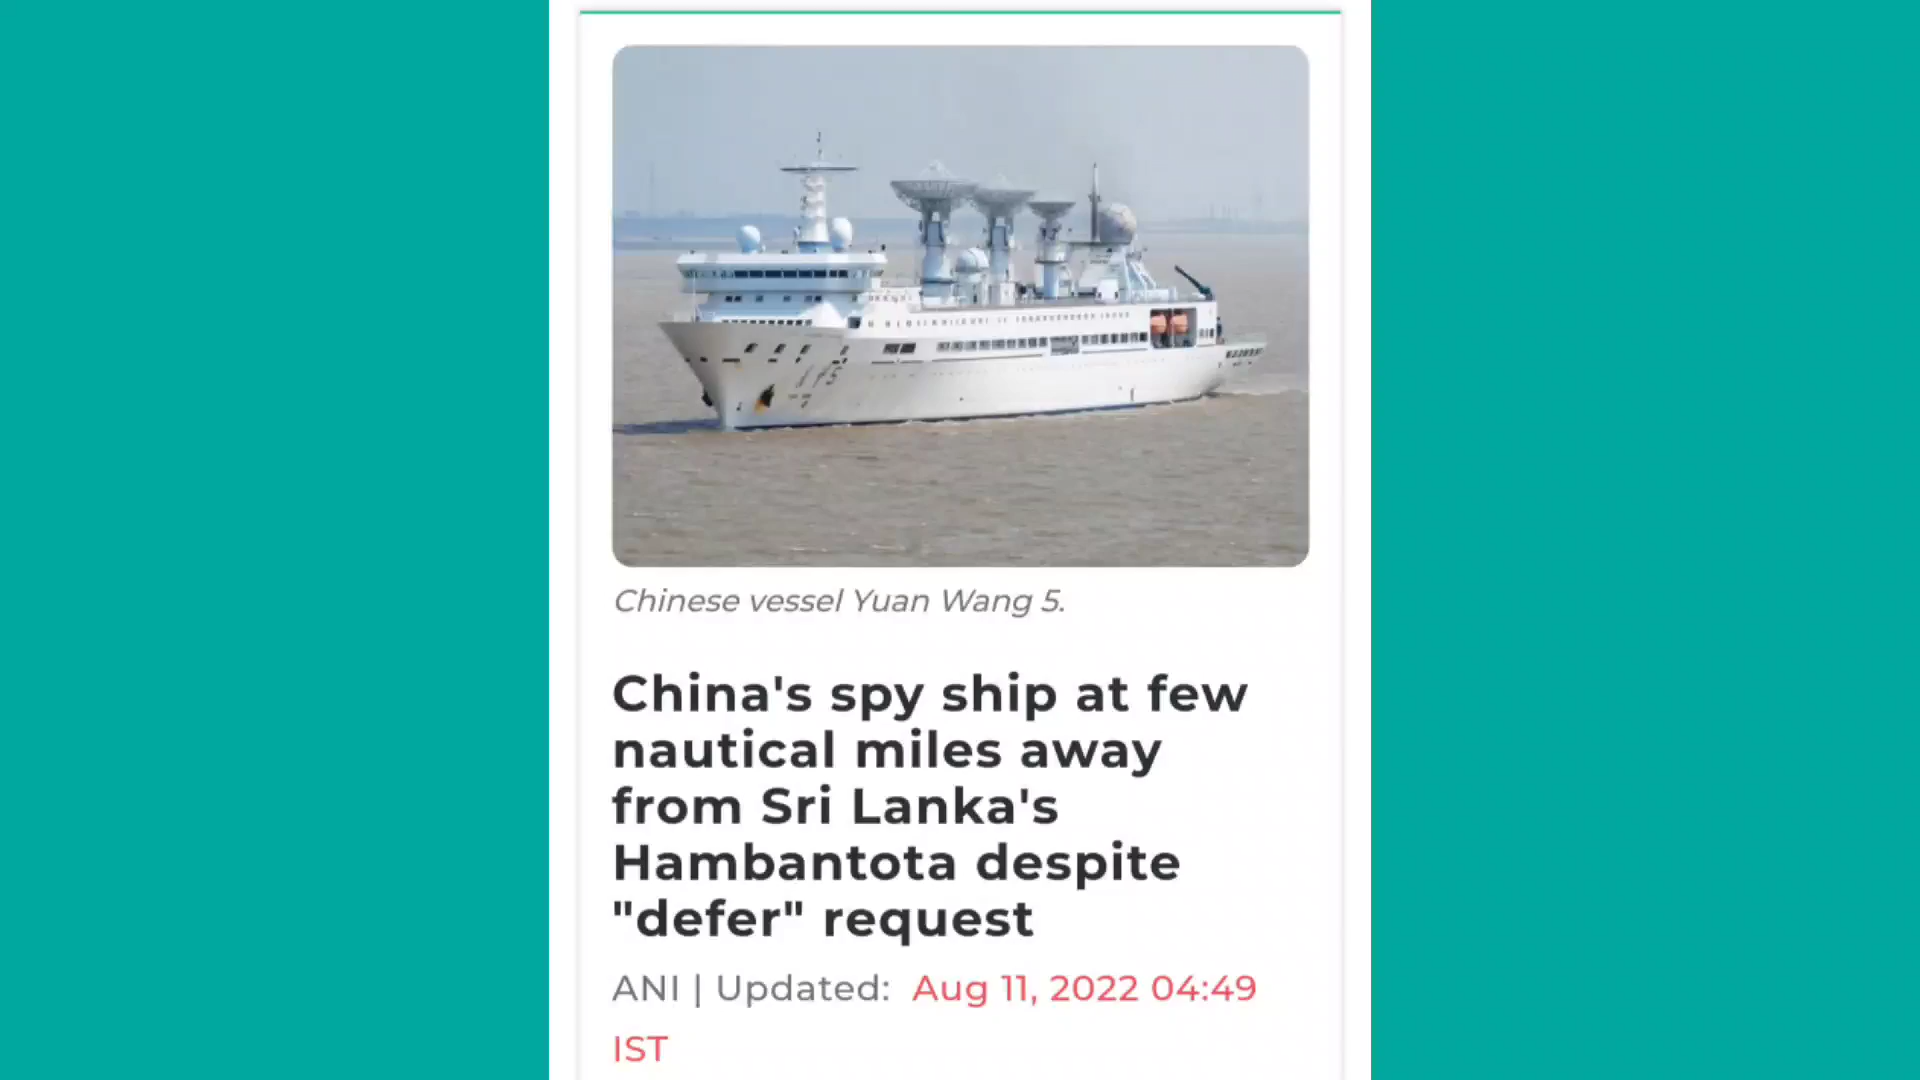 Chinese vessel Yuan Wang 5.
China's spy ship at few
nautical miles away
from Sri Lanka's
Hambantota despite
"defer" request
ANI | Updated: Aug 11, 2022 04:49
IST